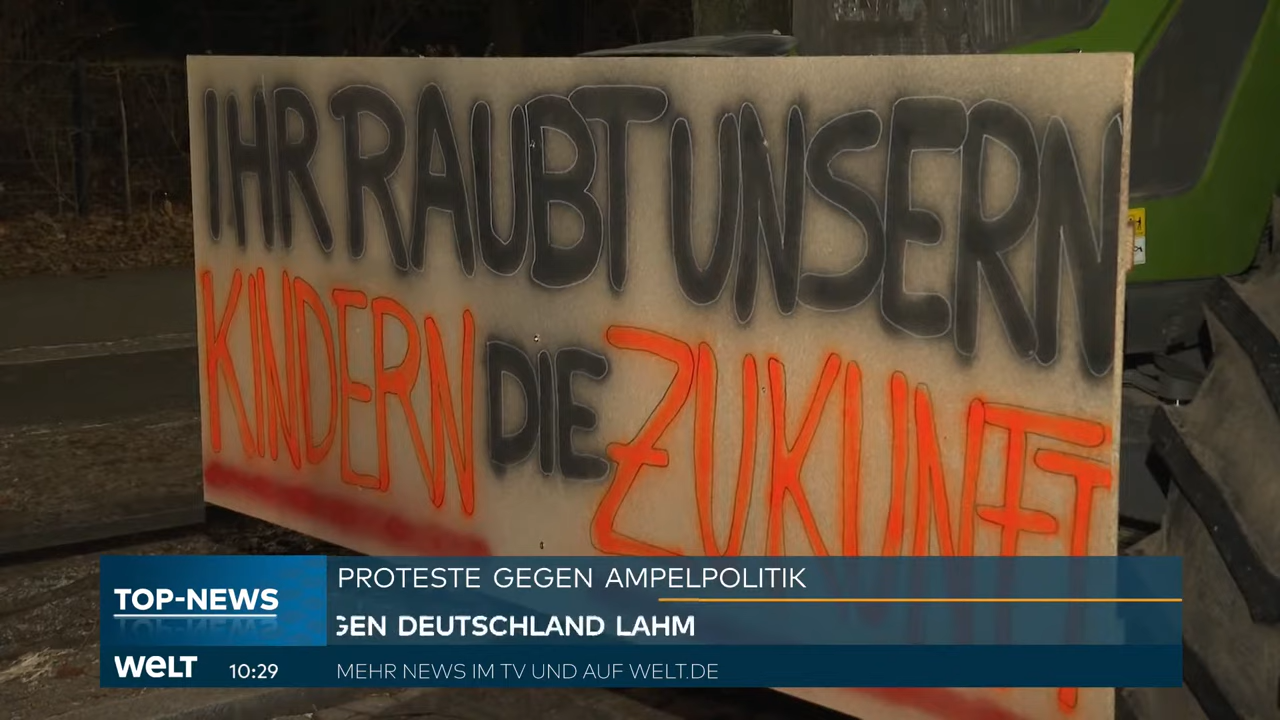 IHR RAUBT UNSERN
KINDERN DIE ZUKUNFT
TOP-NEWS
PROTESTE GEGEN AMPELPOLITIK
DEUTSCHLAND LAHM
welt 10:29
MEHR NEWS IM TV UND AUF WELT.DE